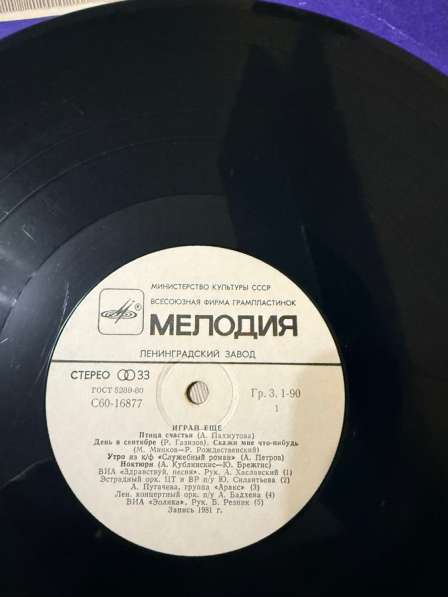 МИНИСТЕРСТВО КУЛЬТУРЫ СССР
ВСЕСОЮЗНАЯ ФИРМА ГРАМПЛАСТИНОК
МЕЛОДИЯ
ЛЕНИНГРАДСКИЙ ЗАВОД
СТЕРЕО 33
ГОСТ 5289-80
С60-16877
Гр. 3. 1-90
1
ИГРАЙ ЕЩЕ
Птица счастья (А. Пахмутова)
День в сентябре (Р. Газизов). Скажи мне что-нибудь
(М. Минков—Р. Рождественский)
Утро из к/ф «Служебный роман» (А. Петров)
Ноктюрн (А. Кублинскис—Ю. Брежгис)
ВИА «Здравствуй, песня». Рук. А. Хаславский (1)
Эстрадный орк. ЦТ и ВР п/у Ю. Силантьева (2)
А. Пугачева, группа «Аракс» (3)
Лен. концертный орк. п/у А. Бадхена (4)
ВИА «Эолика». Рук. Б. Резник (5)
Запись 1981 г.